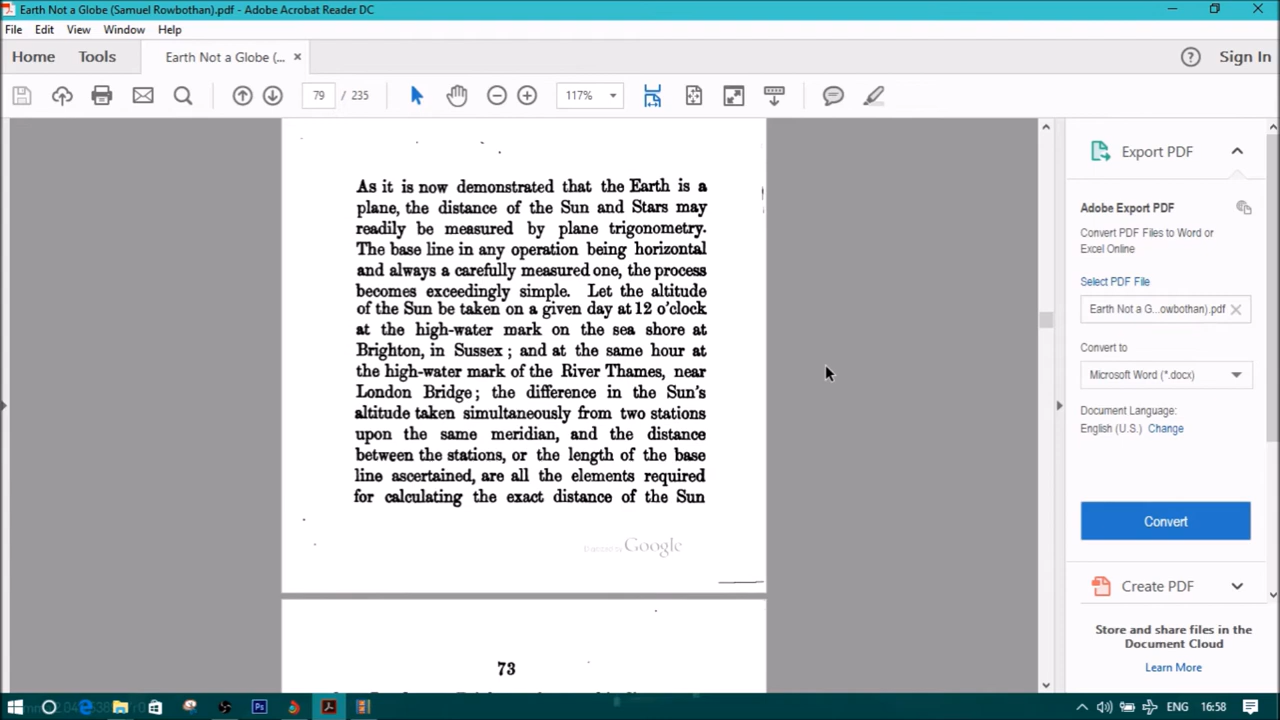 Earth Not a Globe (Samuel Rowbothan).pdf - Adobe Acrobat Reader DC
File Edit View Window Help
Home Tools Earth Not a Globe (... × Sign In
79 / 235 117%
As it is now demonstrated that the Earth is a
plane, the distance of the Sun and Stars may
readily be measured by plane trigonometry.
The base line in any operation being horizontal
and always a carefully measured one, the process
becomes exceedingly simple. Let the altitude
of the Sun be taken on a given day at 12 o'clock
at the high-water mark on the sea shore at
Brighton, in Sussex; and at the same hour at
the high-water mark of the River Thames, near
London Bridge; the difference in the Sun's
altitude taken simultaneously from two stations
upon the same meridian, and the distance
between the stations, or the length of the base
line ascertained, are all the elements required
for calculating the exact distance of the Sun
Google
73
Export PDF
Adobe Export PDF
Convert PDF Files to Word or
Excel Online
Select PDF File
Earth Not a G...owbothan).pdf ×
Convert to
Microsoft Word (*.docx)
Document Language:
English (U.S.) Change
Convert
Create PDF
Store and share files in the
Document Cloud
Learn More
ENG 16:58